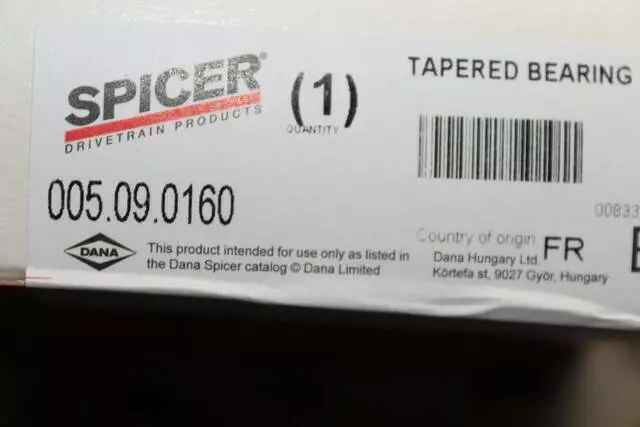 SPICER®
DRIVETRAIN PRODUCTS
(1)
QUANTITY
TAPERED BEARING
005.09.0160
00833
DANA
This product intended for use only as listed in
the Dana Spicer catalog © Dana Limited
Country of origin FR
Dana Hungary Ltd
Körtefa st, 9027 Győr, Hungary